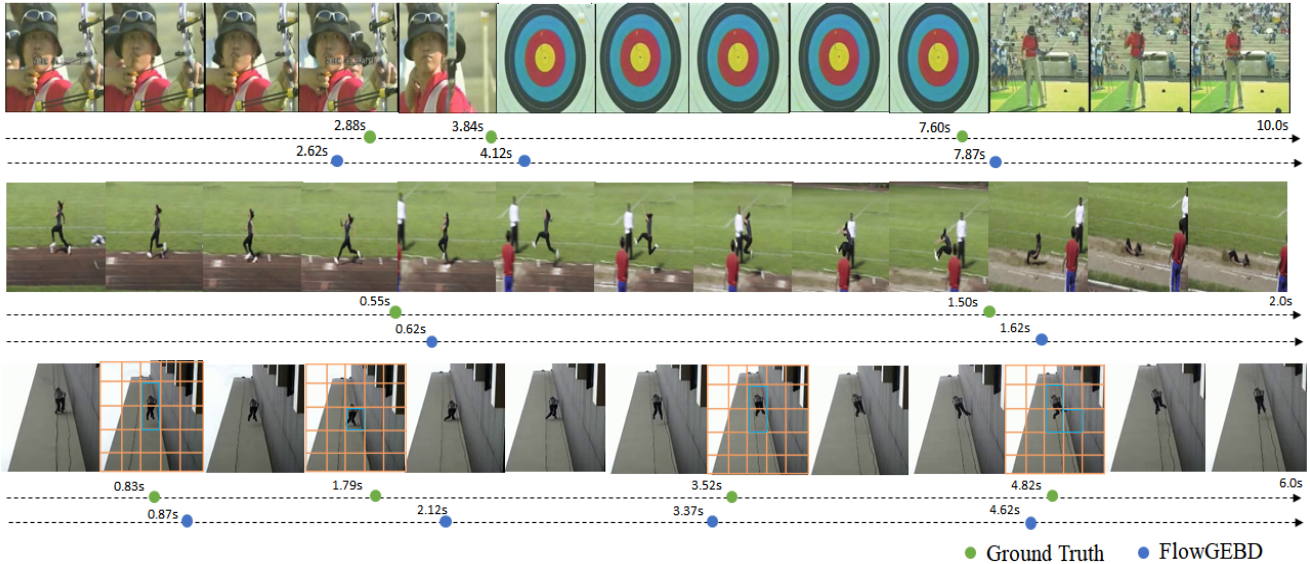 2.88s 3.84s 7.60s 10.0s
2.62s 4.12s 7.87s
0.55s 1.50s 2.0s
0.62s 1.62s
0.83s 1.79s 3.52s 4.82s 6.0s
0.87s 2.12s 3.37s 4.62s
Ground Truth FlowGEBD